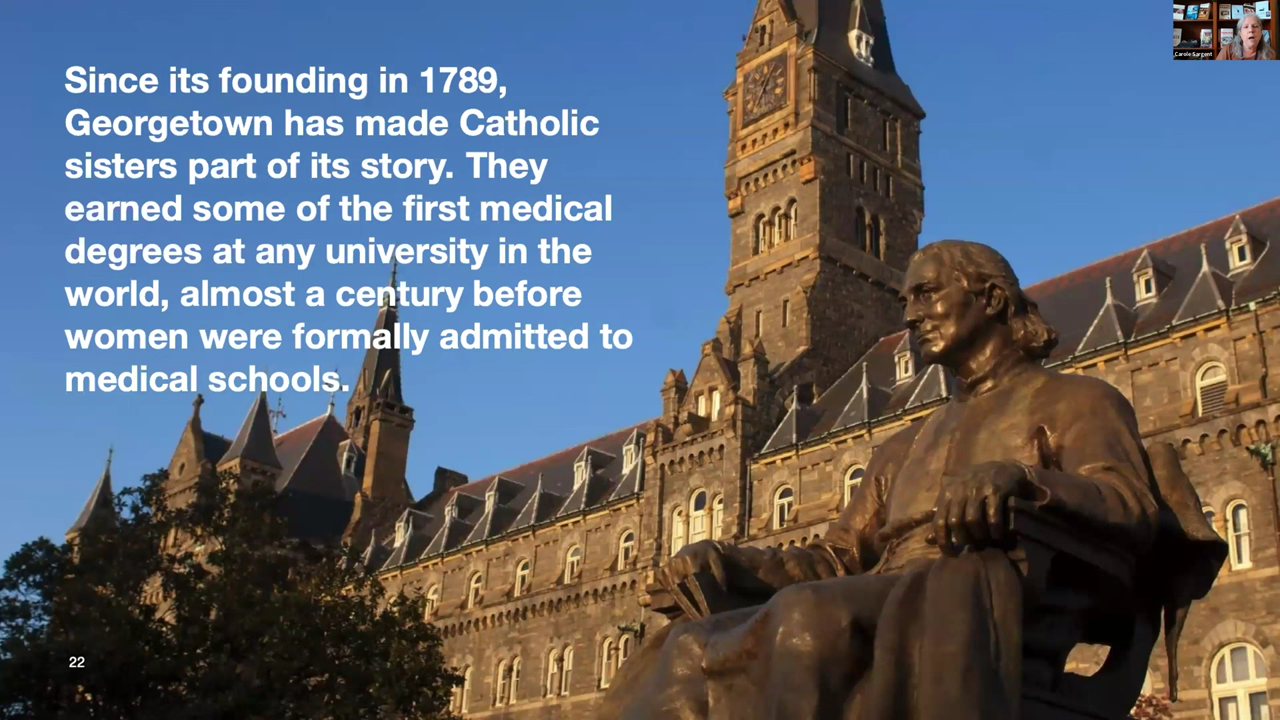 Since its founding in 1789,
Georgetown has made Catholic
sisters part of its story. They
earned some of the first medical
degrees at any university in the
world, almost a century before
women were formally admitted to
medical schools.
22
Carole Sargent